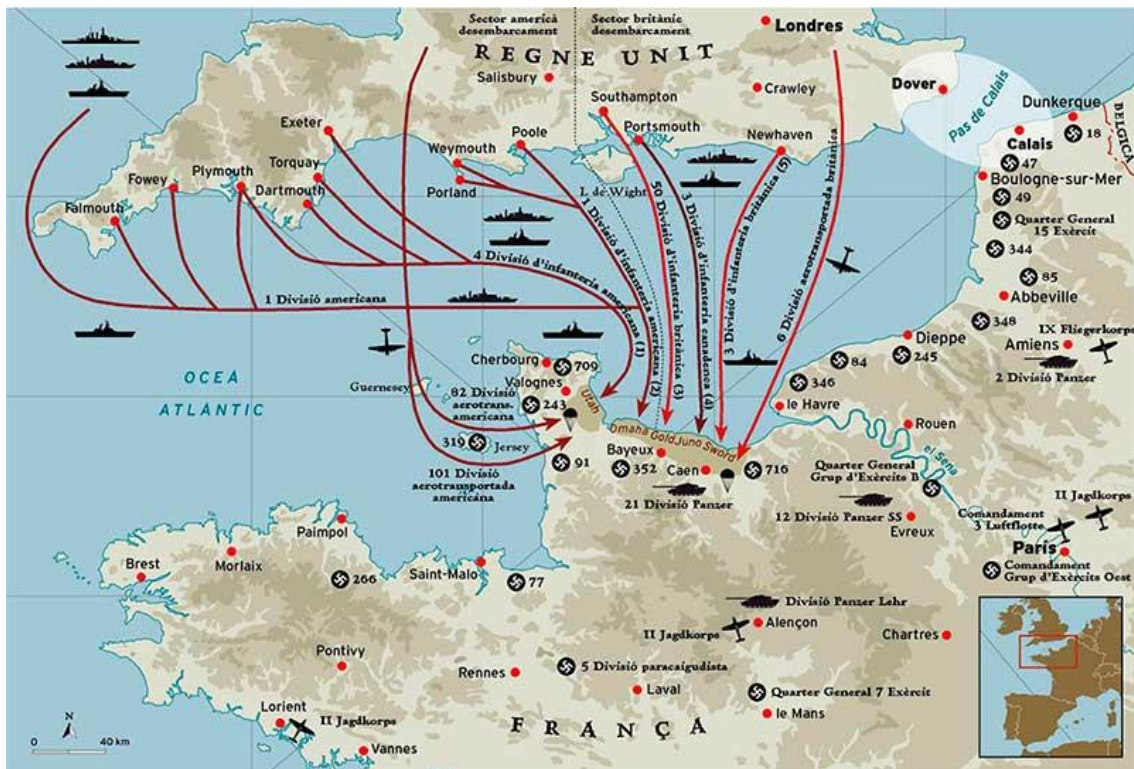 Sector americà
desembarcament
Sector britànic
desembarcament
Londres
REGNE UNIT
Salisbury
Crawley
Dover
Pas de Calais
Southampton
Dunkerque
BELGICA
18
Exeter
Poole
Portsmouth
Newhaven
Calais
47
Weymouth
Torquay
Plymouth
Porland
I. de Wight
Boulogne-sur-Mer
49
Fowey
Dartmouth
Falmouth
Quarter General
15 Exèrcit
344
85
Abbeville
348
1 Divisió d'infanteria americana (2)
50 Divisió d'infanteria britànica (3)
3 Divisió d'infanteria canadenca (4)
3 Divisió d'infanteria britànica (5)
6 Divisió aerotransportada britànica
4 Divisió d'infanteria americana (1)
1 Divisió americana
IX Fliegerkorps
Amiens
2 Divisió Panzer
Dieppe
245
84
346
le Havre
Rouen
el Sena
OCEA
ATLANTIC
Cherbourg
709
Valognes
Guernesey
82 Divisió
aerotrans.
americana
243
Utah
Omaha
Gold
Juno
Sword
319
Jersey
101 Divisió
aerotransportada
americana
91
Bayeux
352
Caen
716
21 Divisió Panzer
Quarter General
Grup d'Exèrcits B
12 Divisió Panzer SS
Evreux
II Jagdkorps
Comandament
3 Luftflotte
París
Comandament
Grup d'Exèrcits Oest
Paimpol
Brest
Morlaix
266
Saint-Malo
77
Divisió Panzer Lehr
II Jagdkorps
Alençon
Chartres
Pontivy
Rennes
5 Divisió paracaigudista
Laval
Quarter General 7 Exèrcit
le Mans
Lorient
II Jagdkorps
FRANÇA
Vannes
N
0 40 km